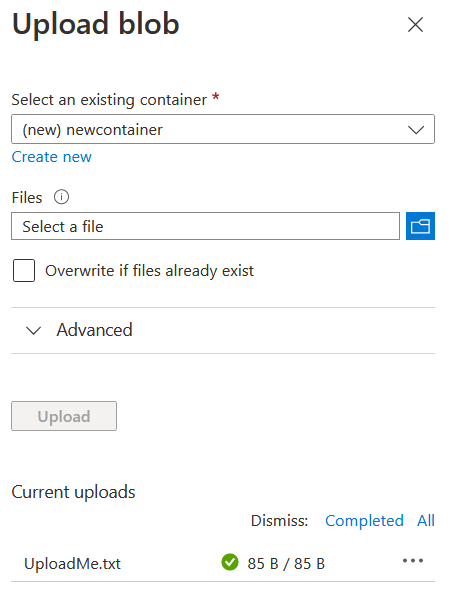 Upload blob
Select an existing container *
(new) newcontainer
Create new
Files
Select a file
Overwrite if files already exist
Advanced
Upload
Current uploads
Dismiss: Completed All
UploadMe.txt 85 B / 85 B ...